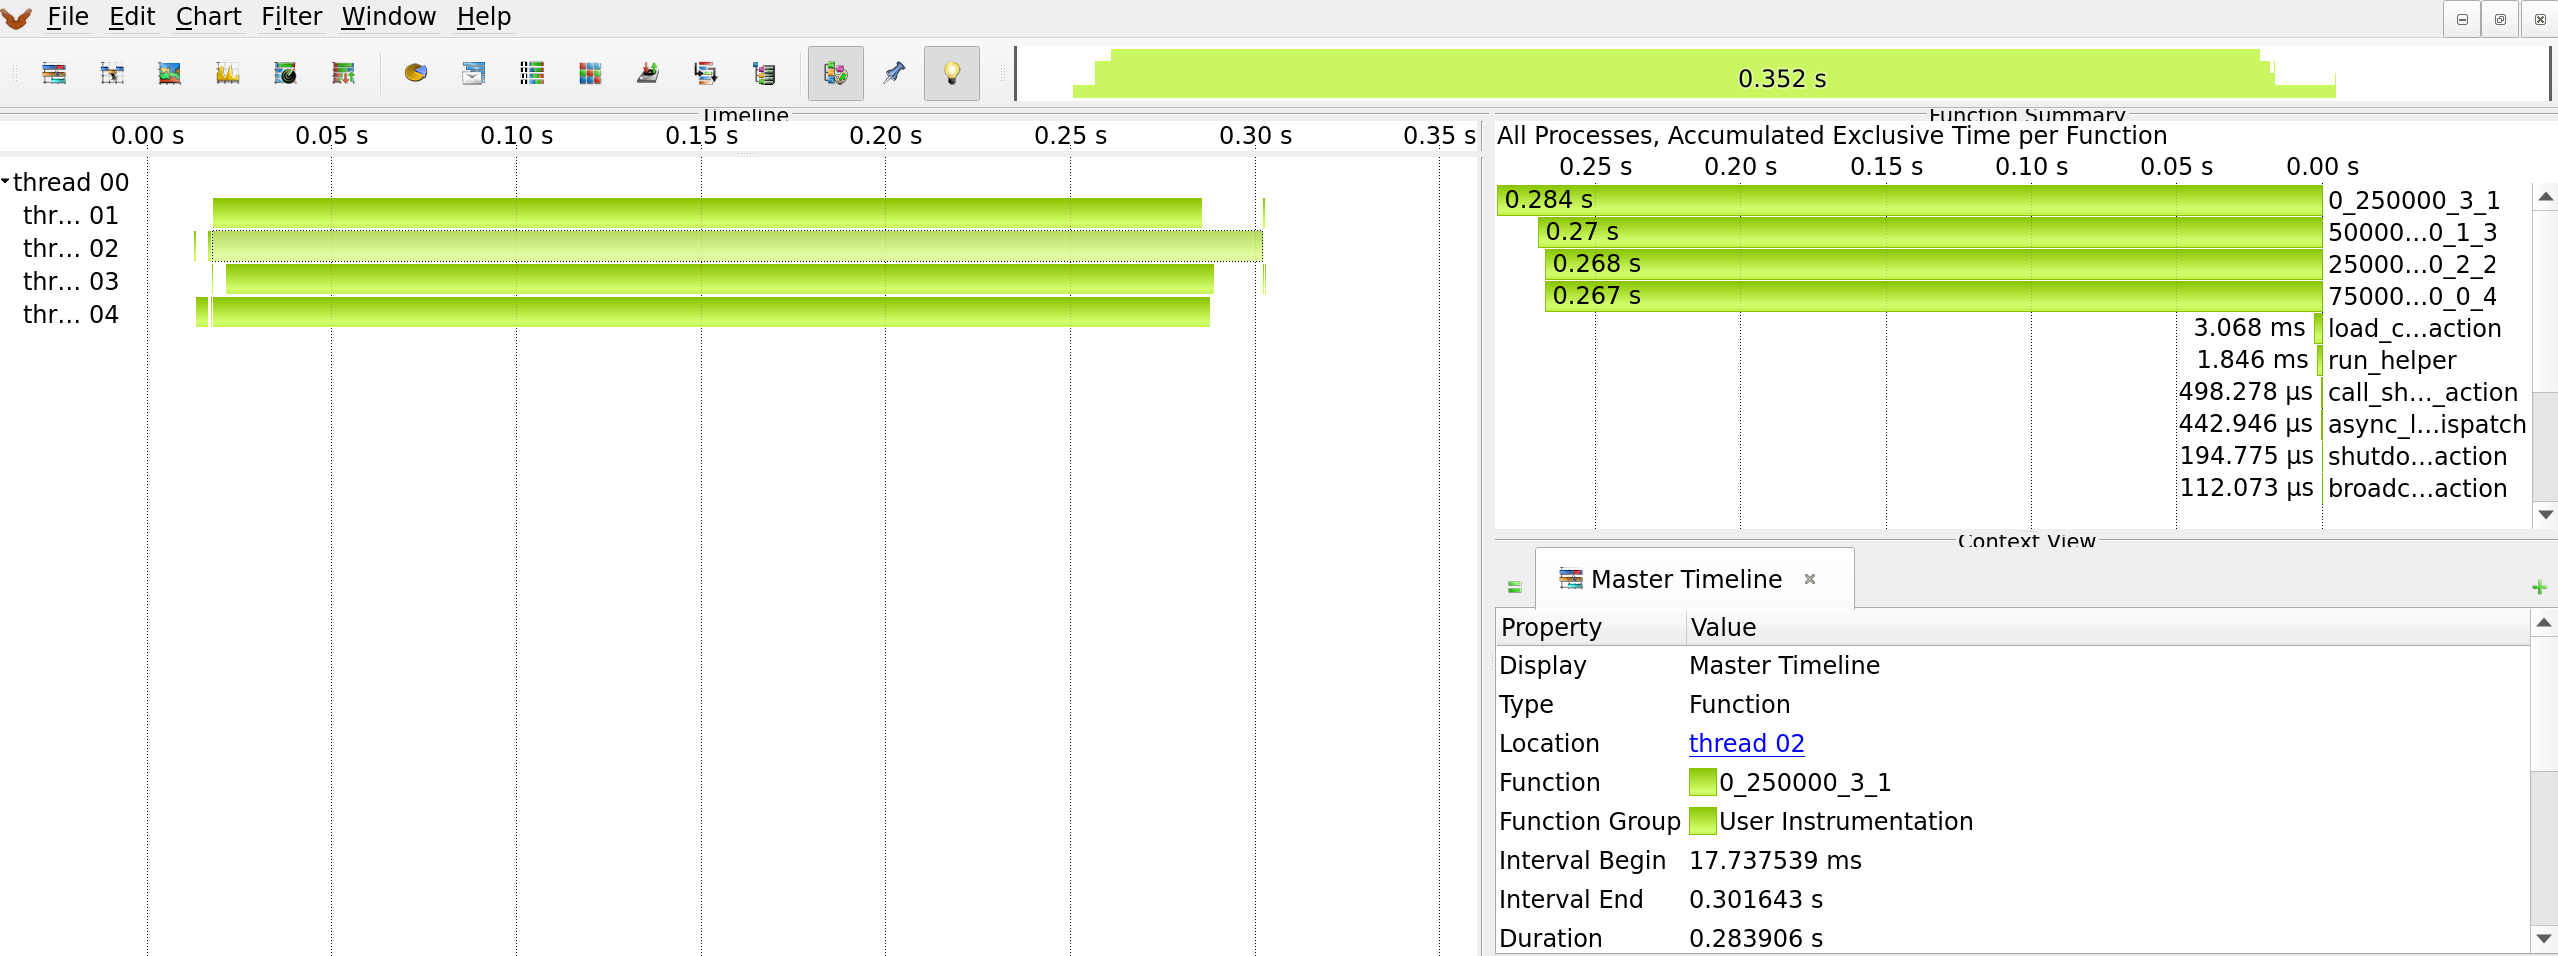 File Edit Chart Filter Window Help
0.352 s
Timeline
0.00 s 0.05 s 0.10 s 0.15 s 0.20 s 0.25 s 0.30 s 0.35 s
thread 00
thr... 01
thr... 02
thr... 03
thr... 04
Function Summary
All Processes, Accumulated Exclusive Time per Function
0.25 s 0.20 s 0.15 s 0.10 s 0.05 s 0.00 s
0.284 s 0_250000_3_1
0.27 s 50000...0_1_3
0.268 s 25000...0_2_2
0.267 s 75000...0_0_4
3.068 ms load_c...action
1.846 ms run_helper
498.278 µs call_sh..._action
442.946 µs async_l...ispatch
194.775 µs shutdo...action
112.073 µs broadc...action
Context View
Master Timeline
Property Value
Display Master Timeline
Type Function
Location thread 02
Function 0_250000_3_1
Function Group User Instrumentation
Interval Begin 17.737539 ms
Interval End 0.301643 s
Duration 0.283906 s